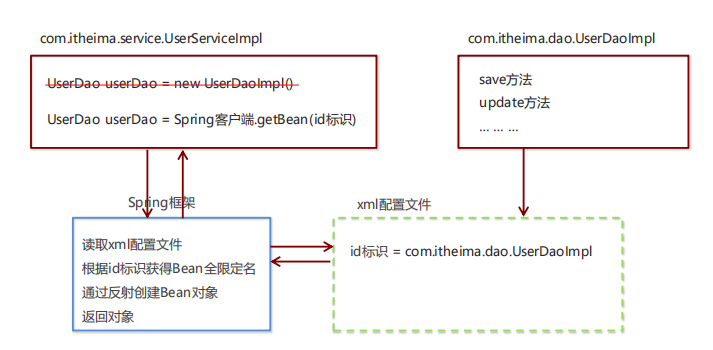 com.itheima.service.UserServiceImpl
com.itheima.dao.UserDaoImpl
UserDao userDao = new UserDaoImpl()
UserDao userDao = Spring客户端.getBean(id标识)
save方法
update方法
... ... ...
Spring框架
xml配置文件
读取xml配置文件
根据id标识获得Bean全限定名
通过反射创建Bean对象
返回对象
id标识 = com.itheima.dao.UserDaoImpl